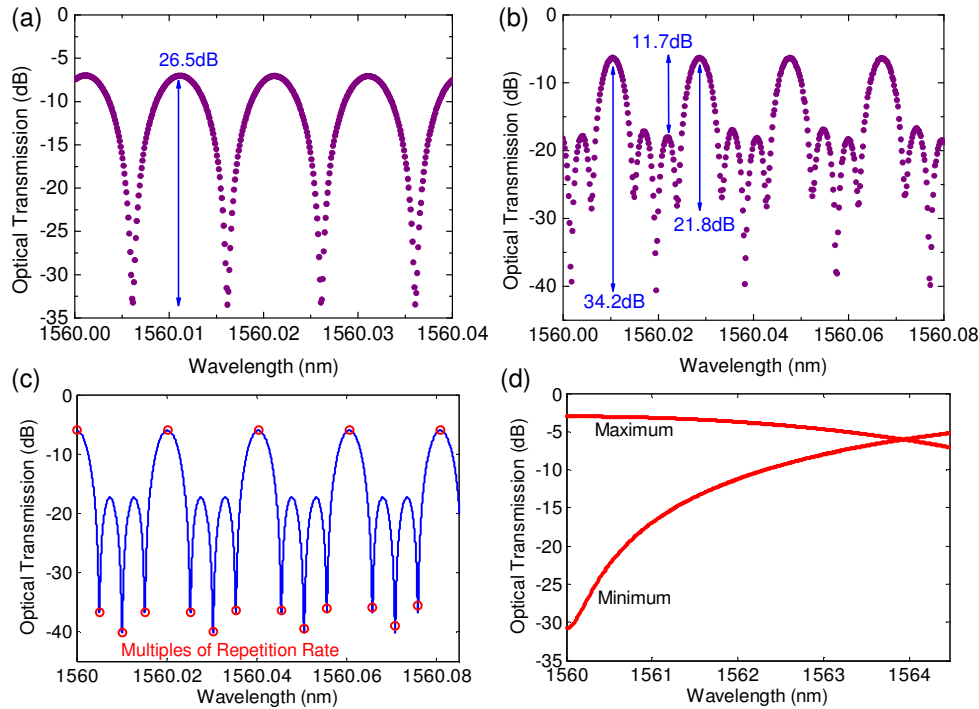 (a)
26.5dB
0
-5
-10
-15
-20
-25
-30
-35
1560.00 1560.01 1560.02 1560.03 1560.04
Optical Transmission (dB)
Wavelength (nm)
(b)
11.7dB
21.8dB
34.2dB
0
-10
-20
-30
-40
1560.00 1560.02 1560.04 1560.06 1560.08
Optical Transmission (dB)
Wavelength (nm)
(c)
0
-10
-20
-30
-40
Multiples of Repetition Rate
1560 1560.02 1560.04 1560.06 1560.08
Optical Transmission (dB)
Wavelength (nm)
(d)
0
-5
-10
-15
-20
-25
-30
-35
Maximum
Minimum
1560 1561 1562 1563 1564
Optical Transmission (dB)
Wavelength (nm)